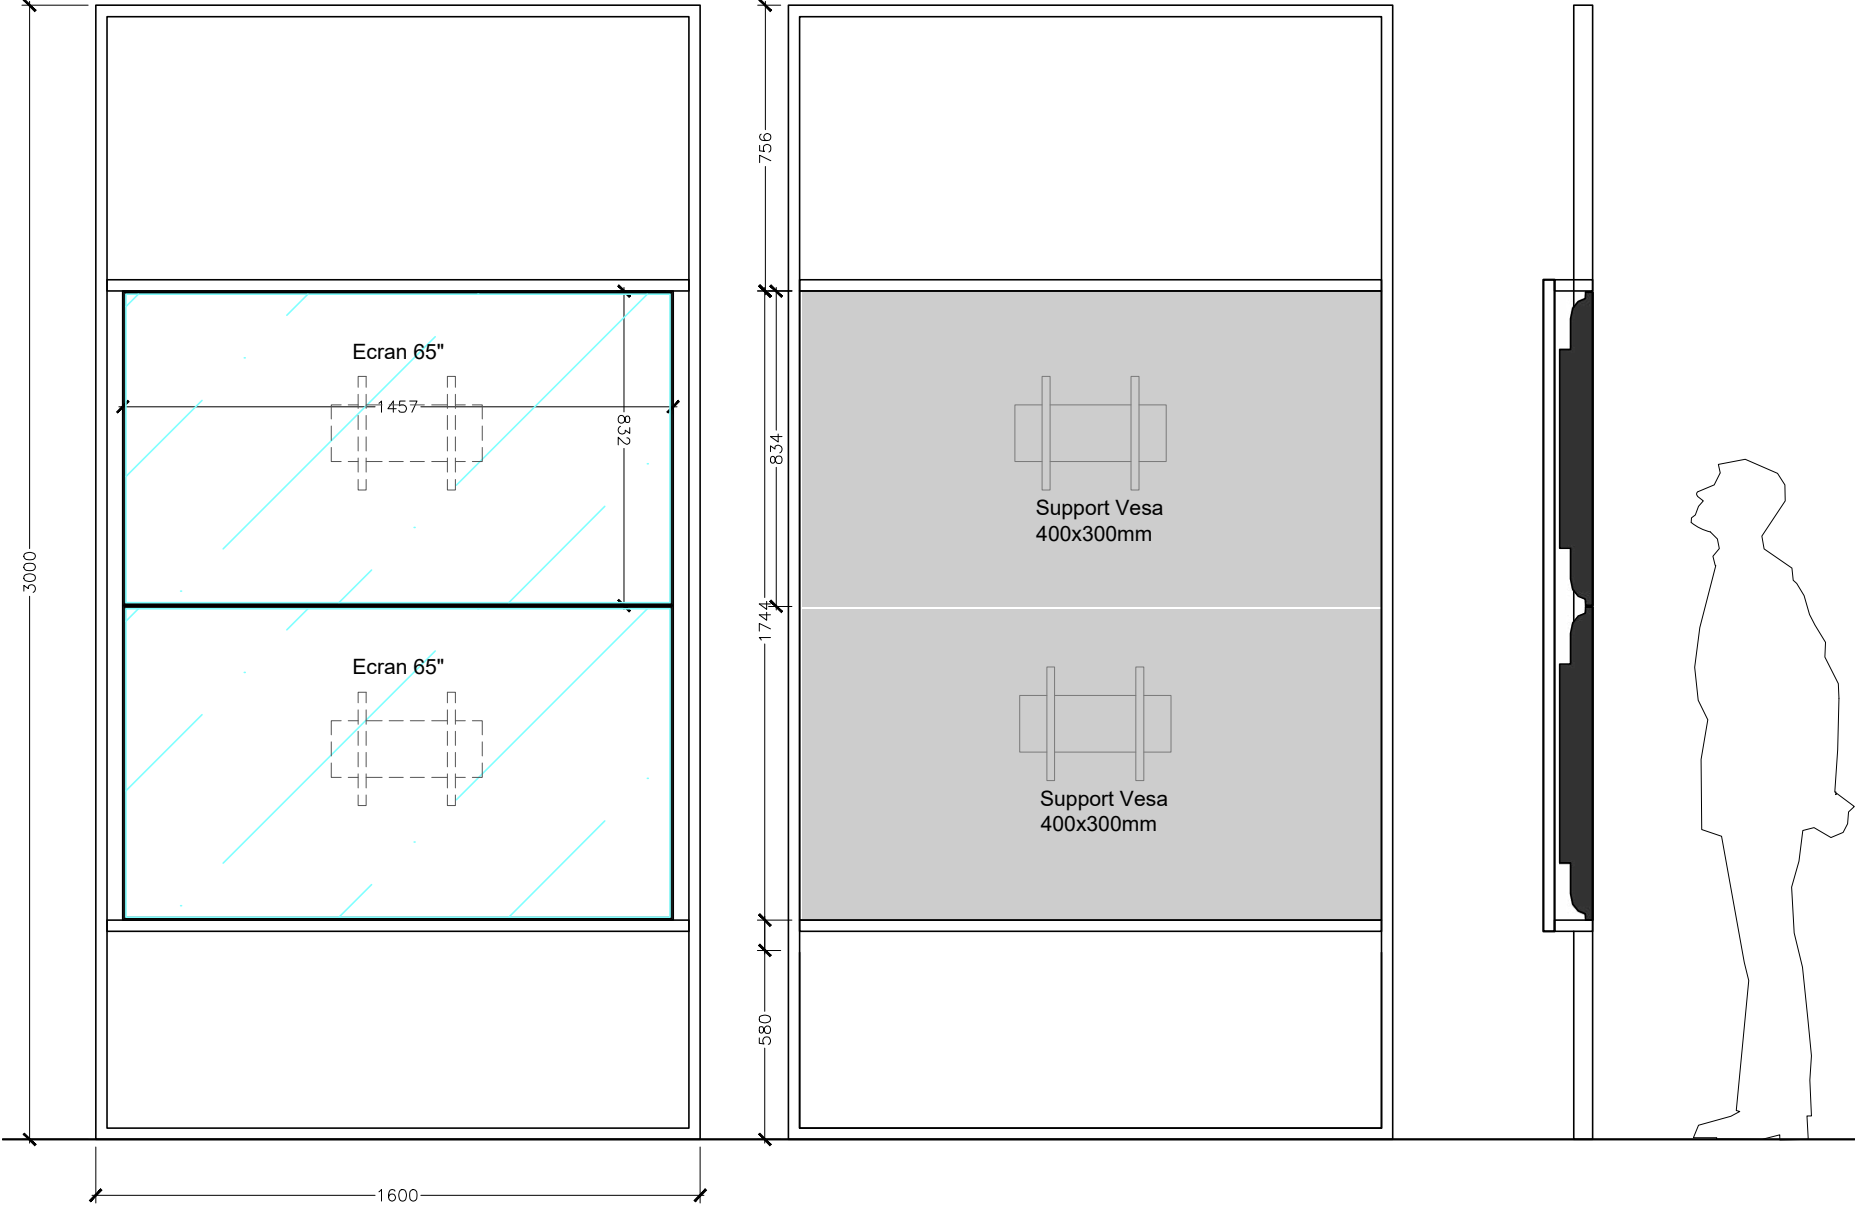 3000
Ecran 65"
1457
832
Ecran 65"
1600
756
834
1744
580
Support Vesa
400x300mm
Support Vesa
400x300mm